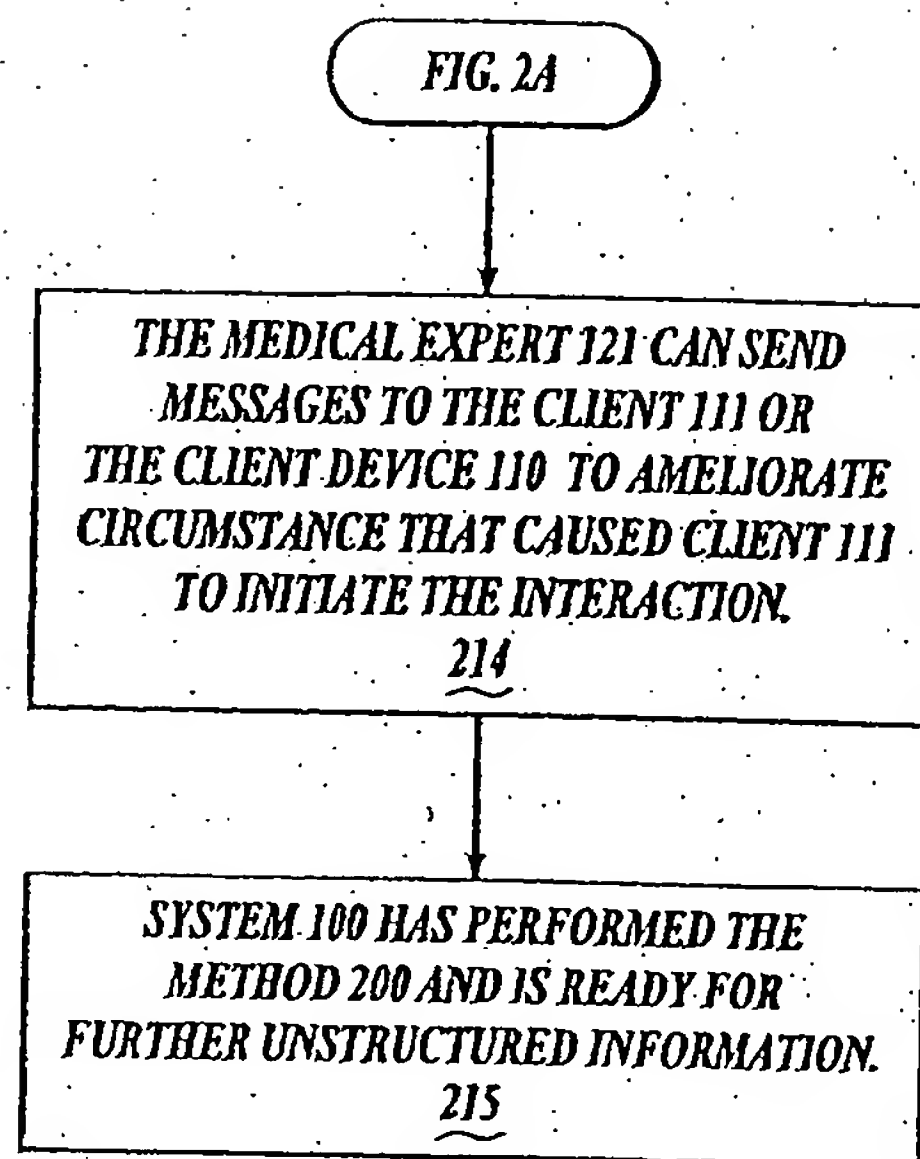 FIG. 2A
THE MEDICAL EXPERT 121 CAN SEND
MESSAGES TO THE CLIENT 111 OR
THE CLIENT DEVICE 110 TO AMELIORATE
CIRCUMSTANCE THAT CAUSED CLIENT 111
TO INITIATE THE INTERACTION.
214
SYSTEM 100 HAS PERFORMED THE
METHOD 200 AND IS READY FOR
FURTHER UNSTRUCTURED INFORMATION.
215